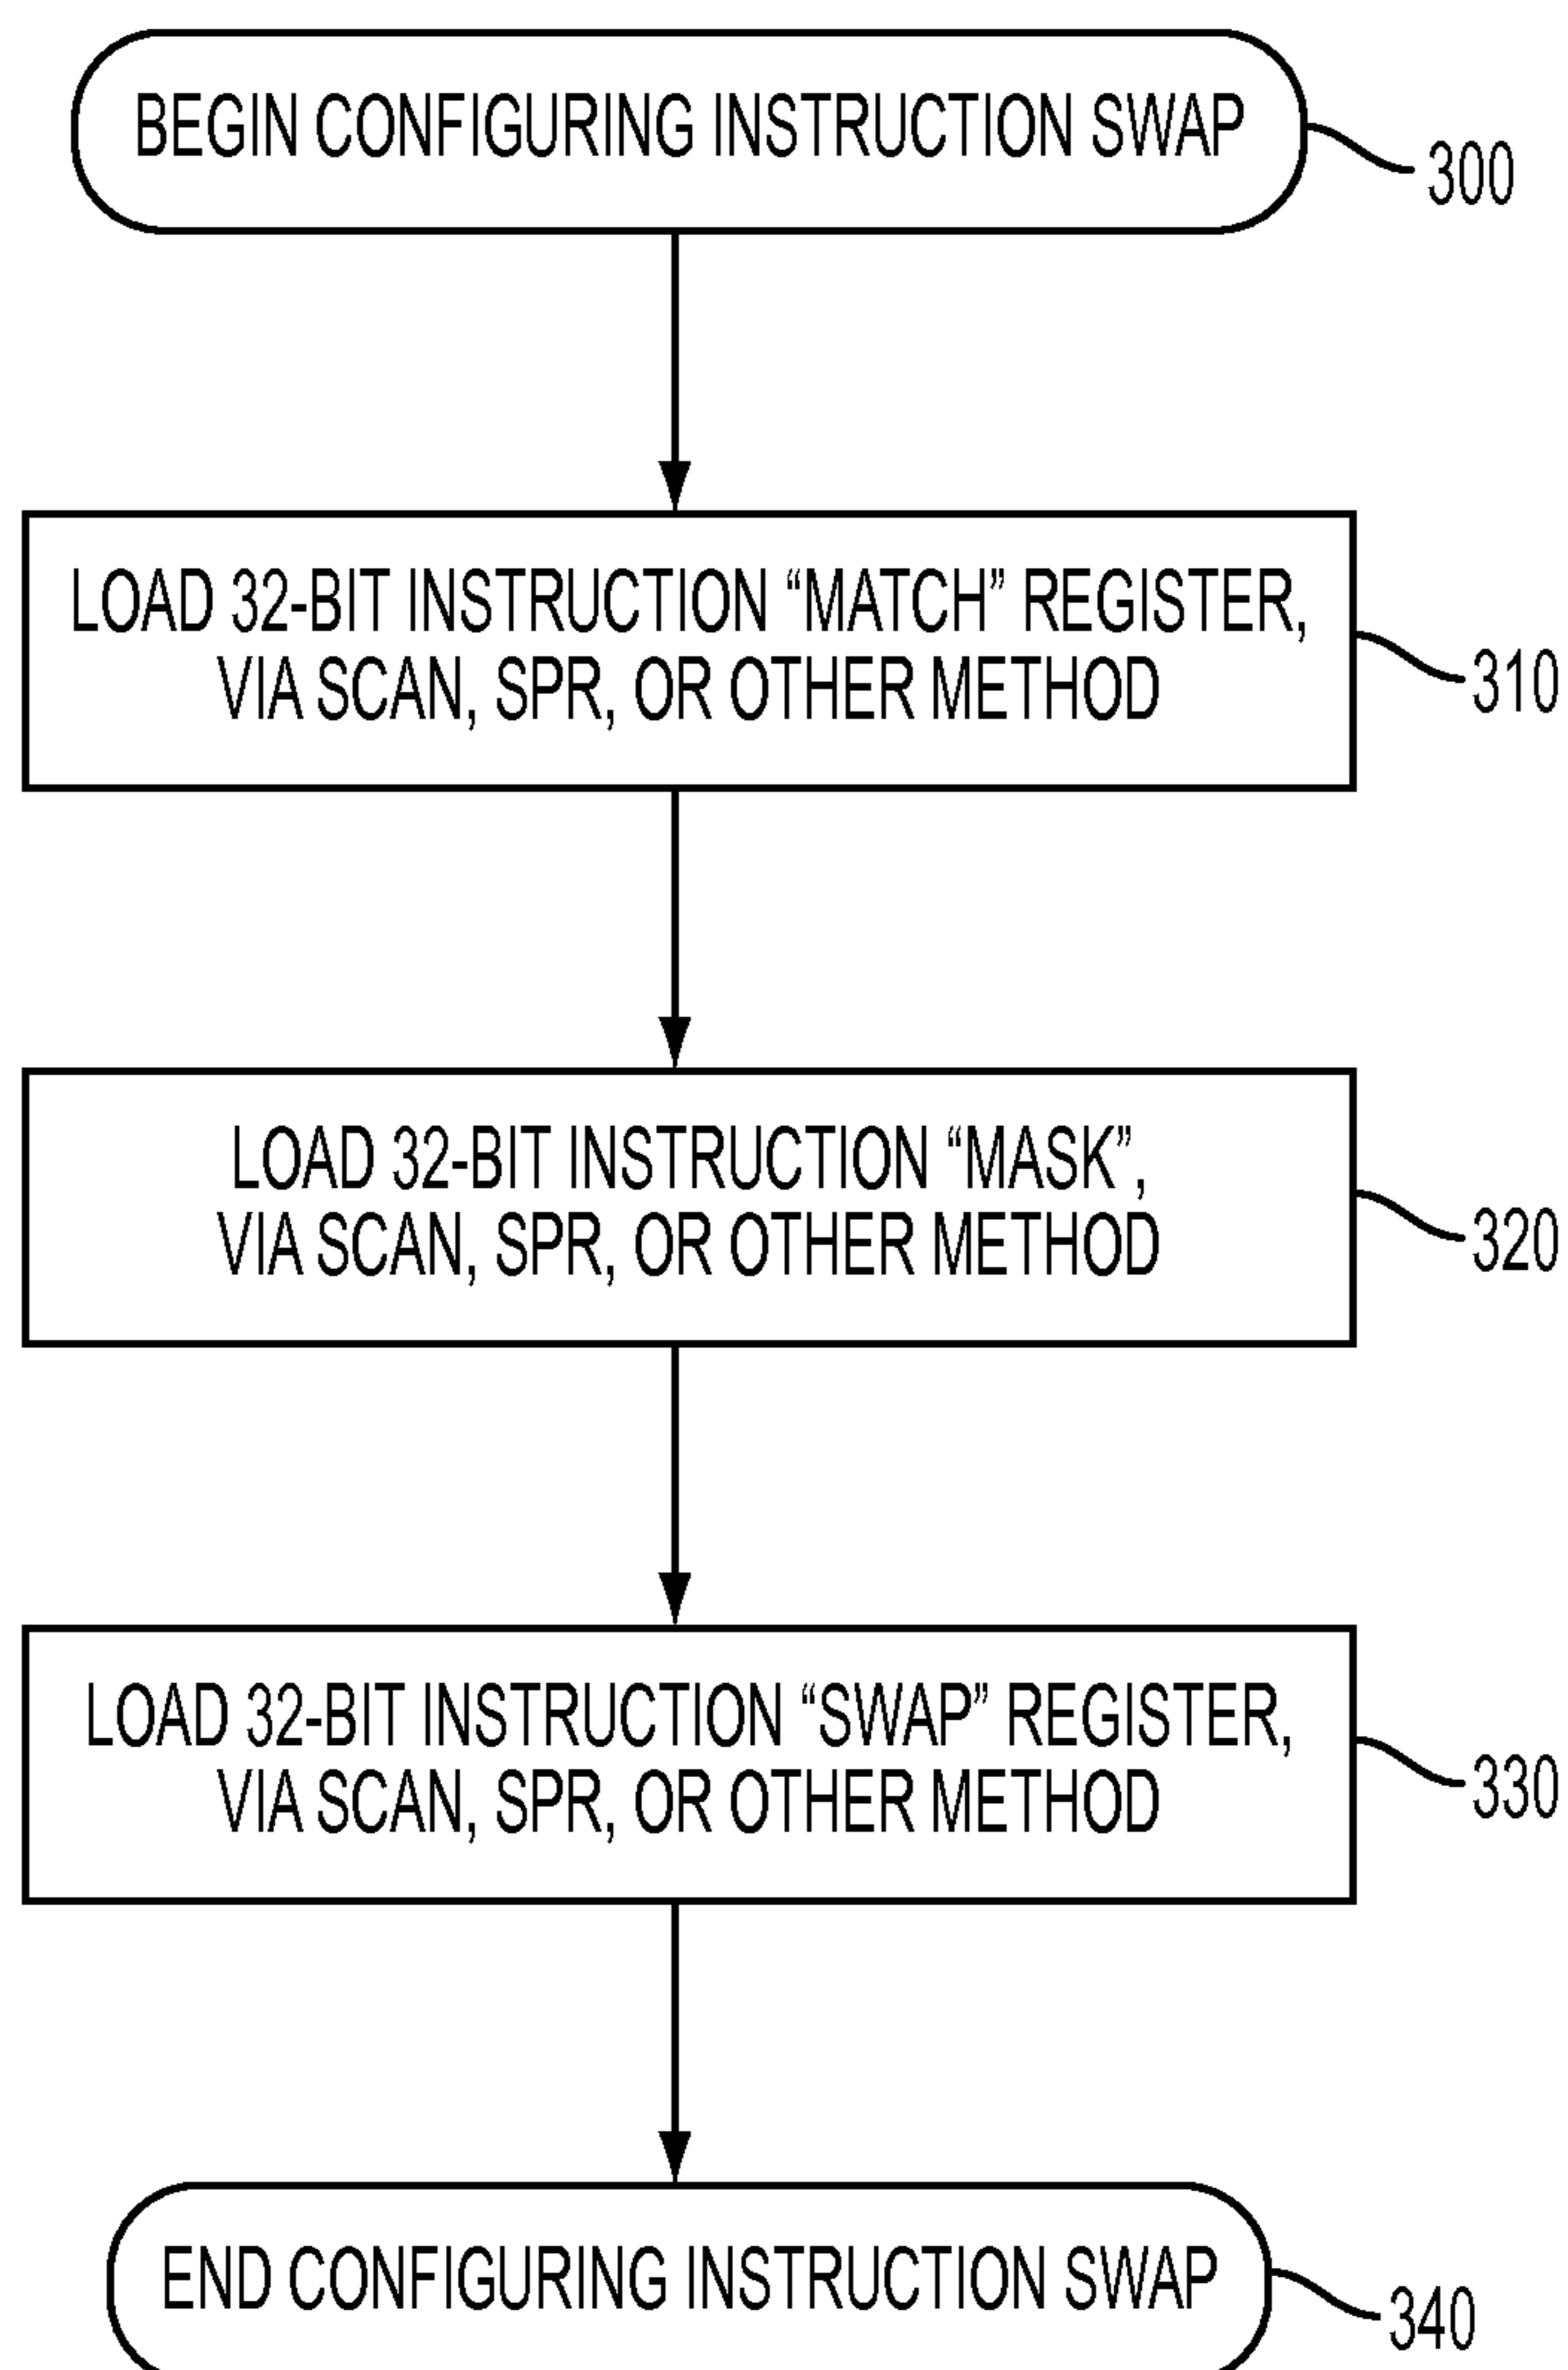 BEGIN CONFIGURING INSTRUCTION SWAP
300
LOAD 32-BIT INSTRUCTION “MATCH” REGISTER,
VIA SCAN, SPR, OR OTHER METHOD
310
LOAD 32-BIT INSTRUCTION “MASK”,
VIA SCAN, SPR, OR OTHER METHOD
320
LOAD 32-BIT INSTRUCTION “SWAP” REGISTER,
VIA SCAN, SPR, OR OTHER METHOD
330
END CONFIGURING INSTRUCTION SWAP
340